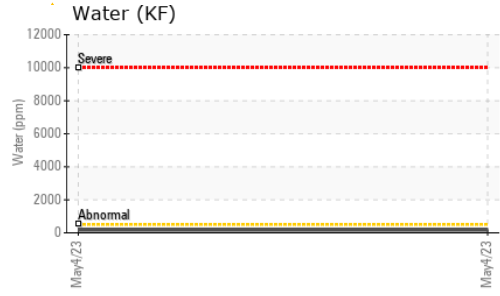 Water (KF)
12000
10000
8000
6000
4000
2000
0
Water (ppm)
Severe
Abnormal
May4/23
May4/23